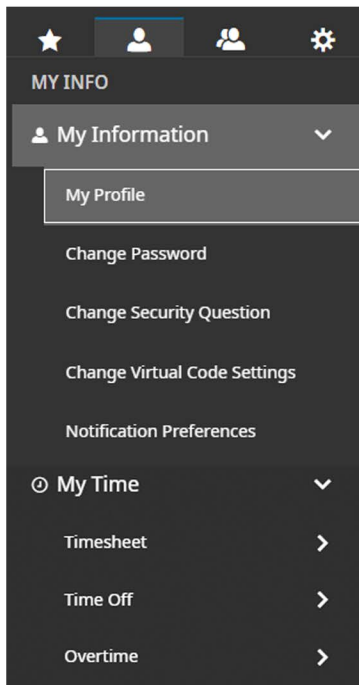 MY INFO
My Information
My Profile
Change Password
Change Security Question
Change Virtual Code Settings
Notification Preferences
My Time
Timesheet
Time Off
Overtime